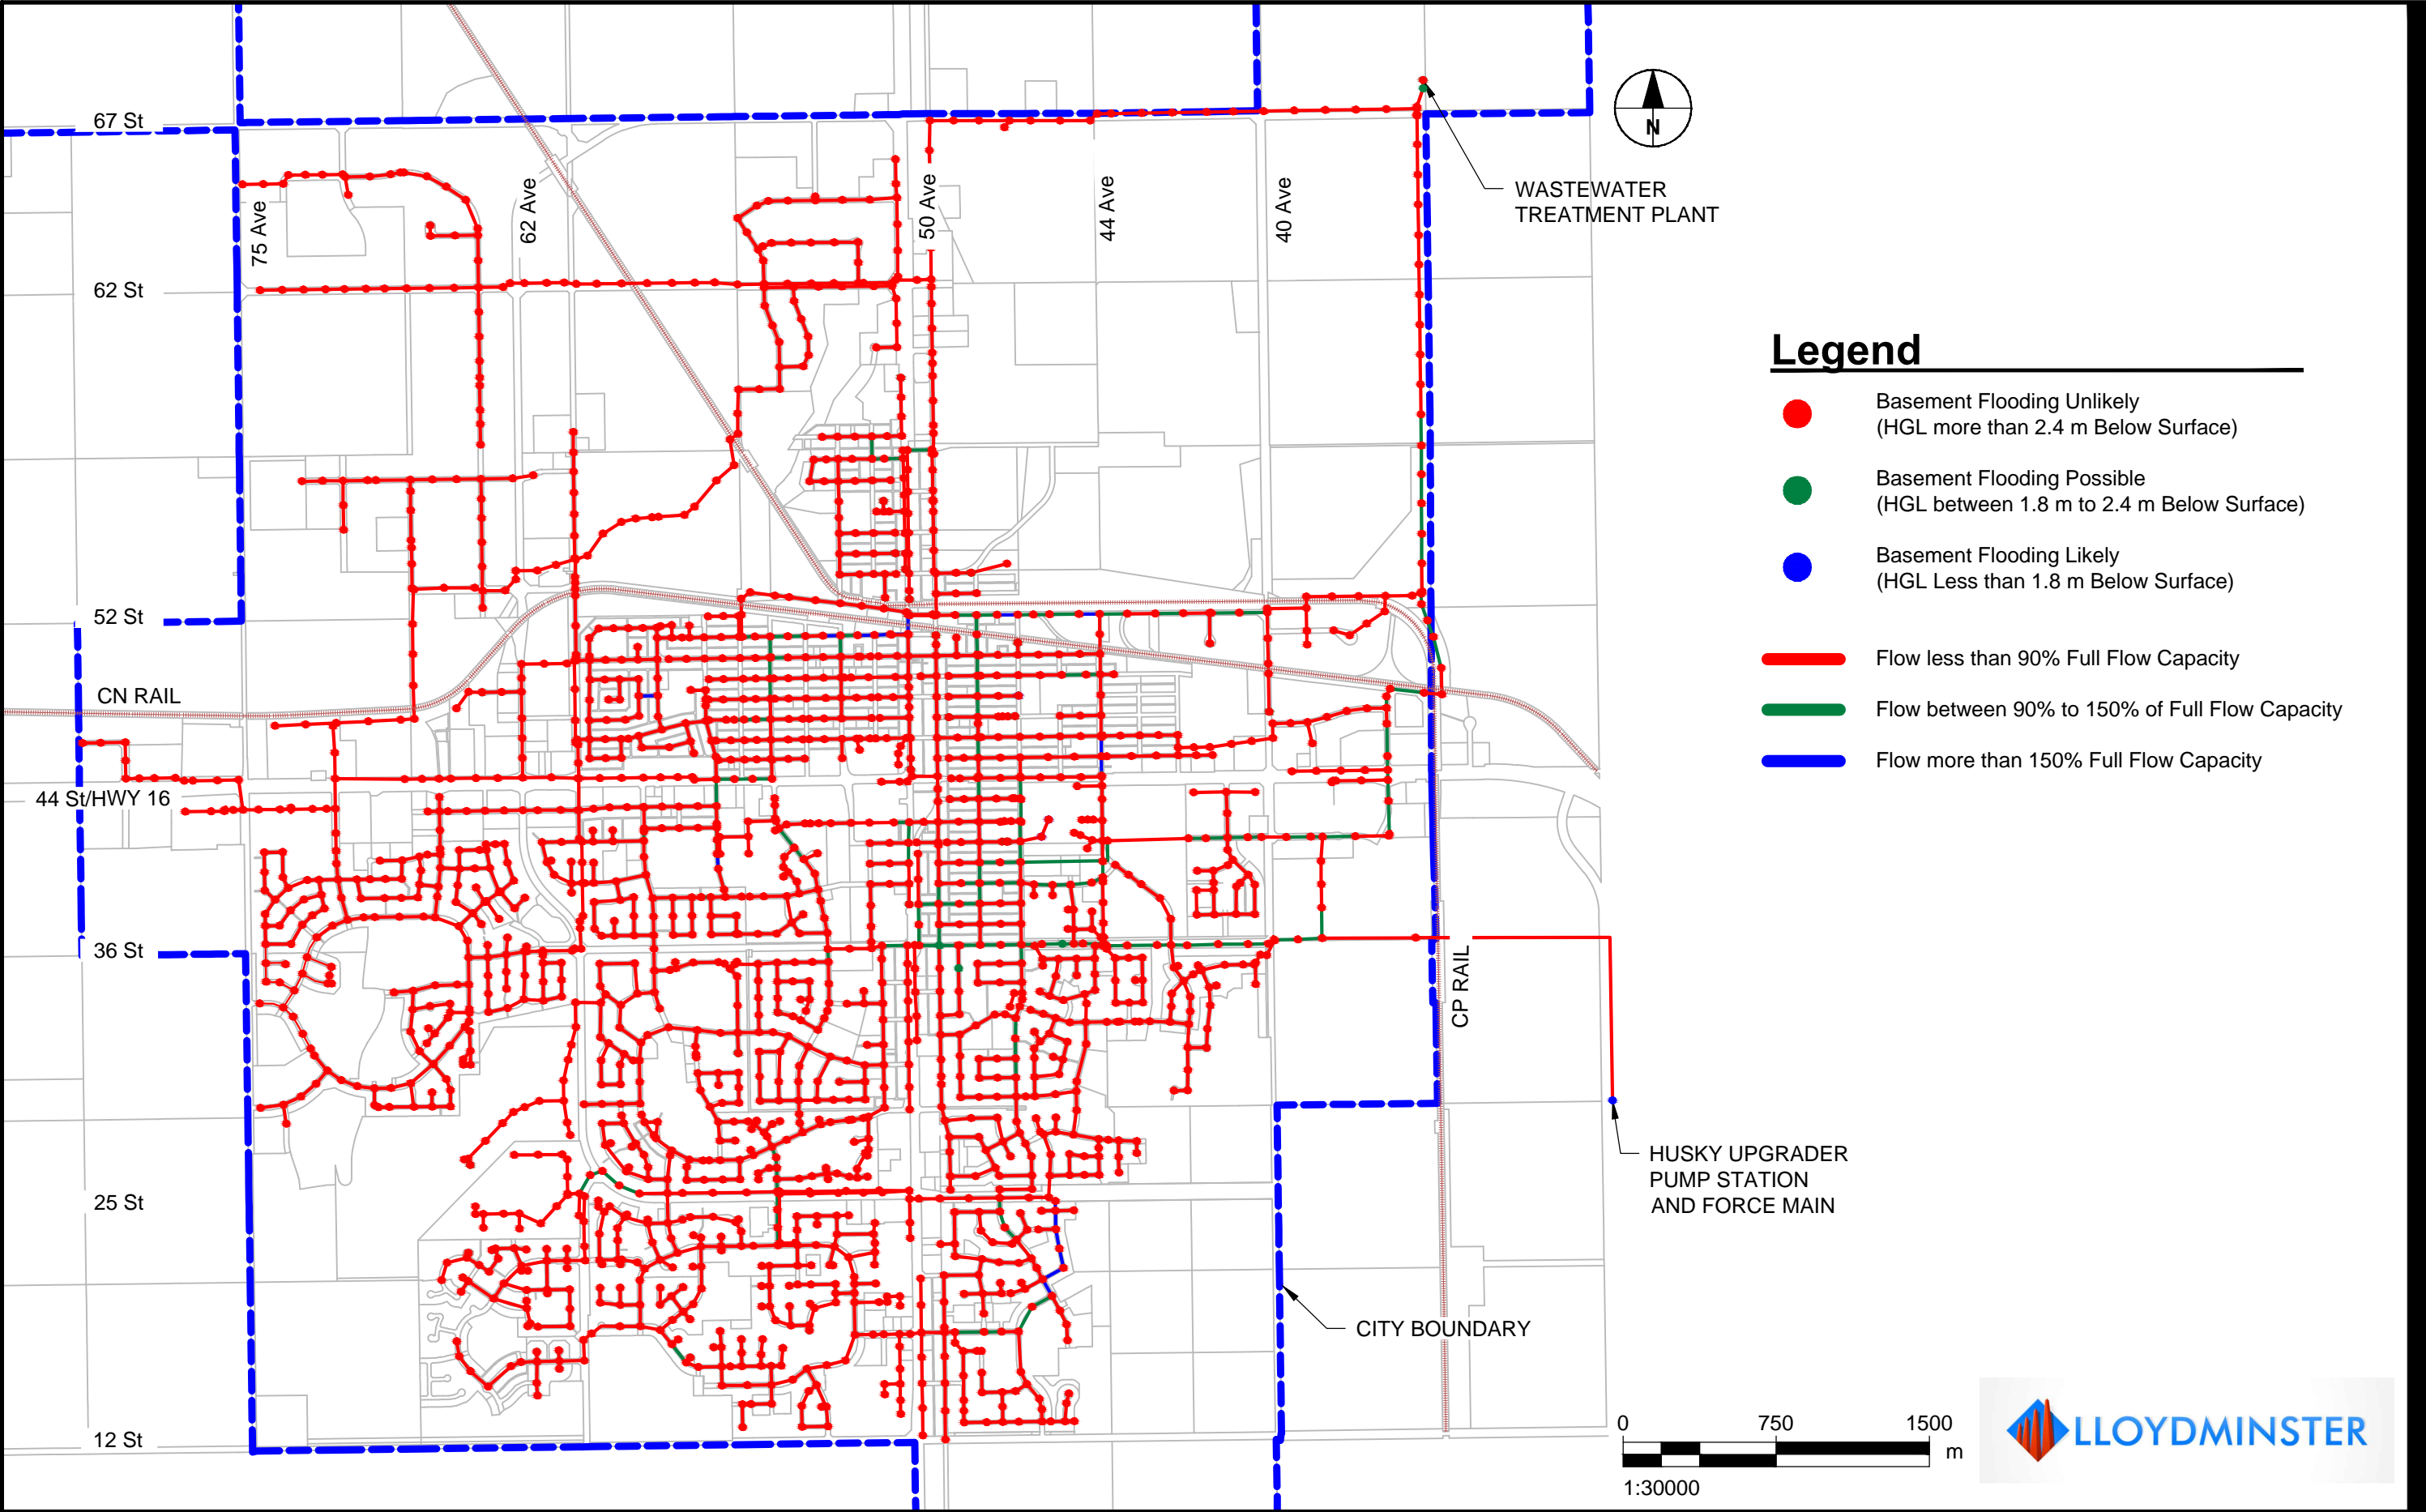 67 St
62 St
52 St
CN RAIL
44 St/HWY 16
36 St
25 St
12 St
75 Ave
62 Ave
50 Ave
44 Ave
40 Ave
N
WASTEWATER
TREATMENT PLANT
Legend
Basement Flooding Unlikely
(HGL more than 2.4 m Below Surface)
Basement Flooding Possible
(HGL between 1.8 m to 2.4 m Below Surface)
Basement Flooding Likely
(HGL Less than 1.8 m Below Surface)
Flow less than 90% Full Flow Capacity
Flow between 90% to 150% of Full Flow Capacity
Flow more than 150% Full Flow Capacity
CP RAIL
HUSKY UPGRADER
PUMP STATION
AND FORCE MAIN
CITY BOUNDARY
0 750 1500
m
1:30000
LLOYDMINSTER